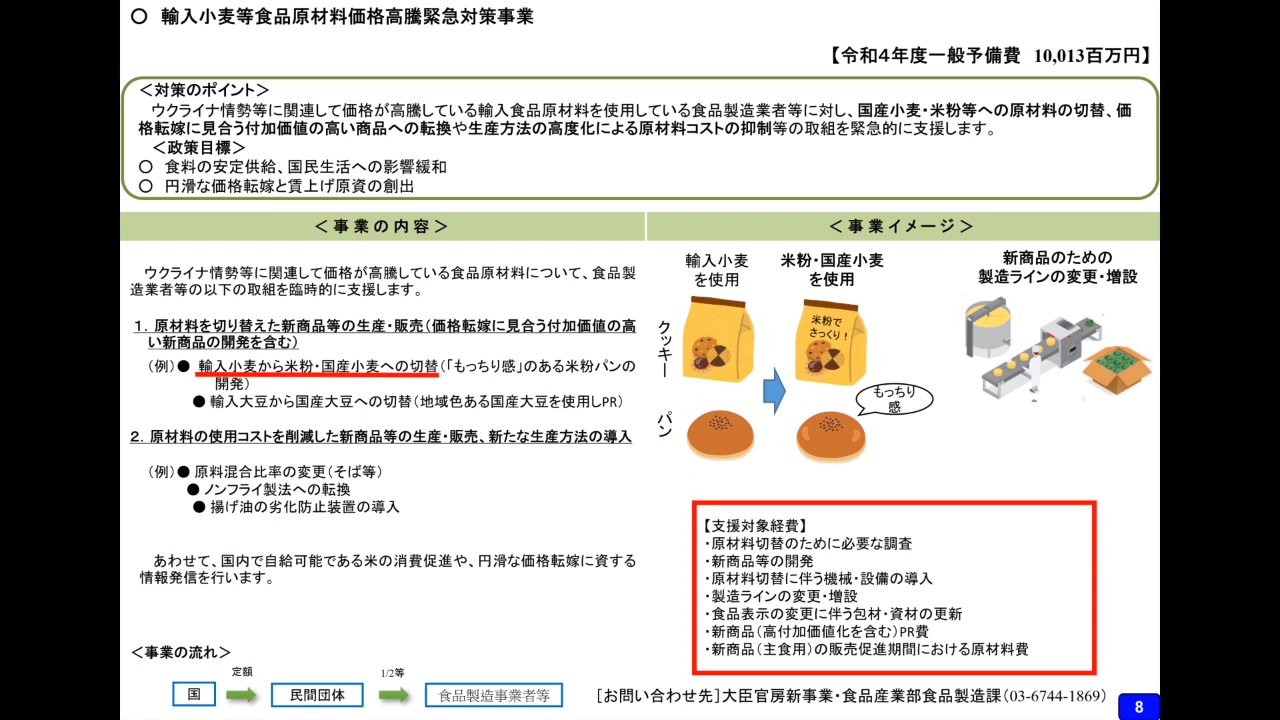 ○ 輸入小麦等食品原材料価格高騰緊急対策事業
【令和４年度一般予備費 10,013百万円】
＜対策のポイント＞
ウクライナ情勢等に関連して価格が高騰している輸入食品原材料を使用している食品製造業者等に対し、国産小麦・米粉等への原材料の切替、価
格転嫁に見合う付加価値の高い商品への転換や生産方法の高度化による原材料コストの抑制等の取組を緊急的に支援します。
＜政策目標＞
○ 食料の安定供給、国民生活への影響緩和
○ 円滑な価格転嫁と賃上げ原資の創出
＜事業の内容＞
ウクライナ情勢等に関連して価格が高騰している食品原材料について、食品製
造業者等の以下の取組を臨時的に支援します。
１．原材料を切り替えた新商品等の生産・販売（価格転嫁に見合う付加価値の高
い新商品の開発を含む）
（例）● 輸入小麦から米粉・国産小麦への切替（「もっちり感」のある米粉パンの
開発）
● 輸入大豆から国産大豆への切替（地域色ある国産大豆を使用しPR）
２．原材料の使用コストを削減した新商品等の生産・販売、新たな生産方法の導入
（例）● 原料混合比率の変更（そば等）
● ノンフライ製法への転換
● 揚げ油の劣化防止装置の導入
あわせて、国内で自給可能である米の消費促進や、円滑な価格転嫁に資する
情報発信を行います。
＜事業の流れ＞
国
定額
民間団体
1/2等
食品製造事業者等
＜事業イメージ＞
輸入小麦
を使用
米粉・国産小麦
を使用
新商品のための
製造ラインの変更・増設
クッキー
米粉で
さっくり！
パン
もっちり
感
【支援対象経費】
・原材料切替のために必要な調査
・新商品等の開発
・原材料切替に伴う機械・設備の導入
・製造ラインの変更・増設
・食品表示の変更に伴う包材・資材の更新
・新商品（高付加価値化を含む）PR費
・新商品（主食用）の販売促進期間における原材料費
［お問い合わせ先］大臣官房新事業・食品産業部食品製造課（03-6744-1869）
8